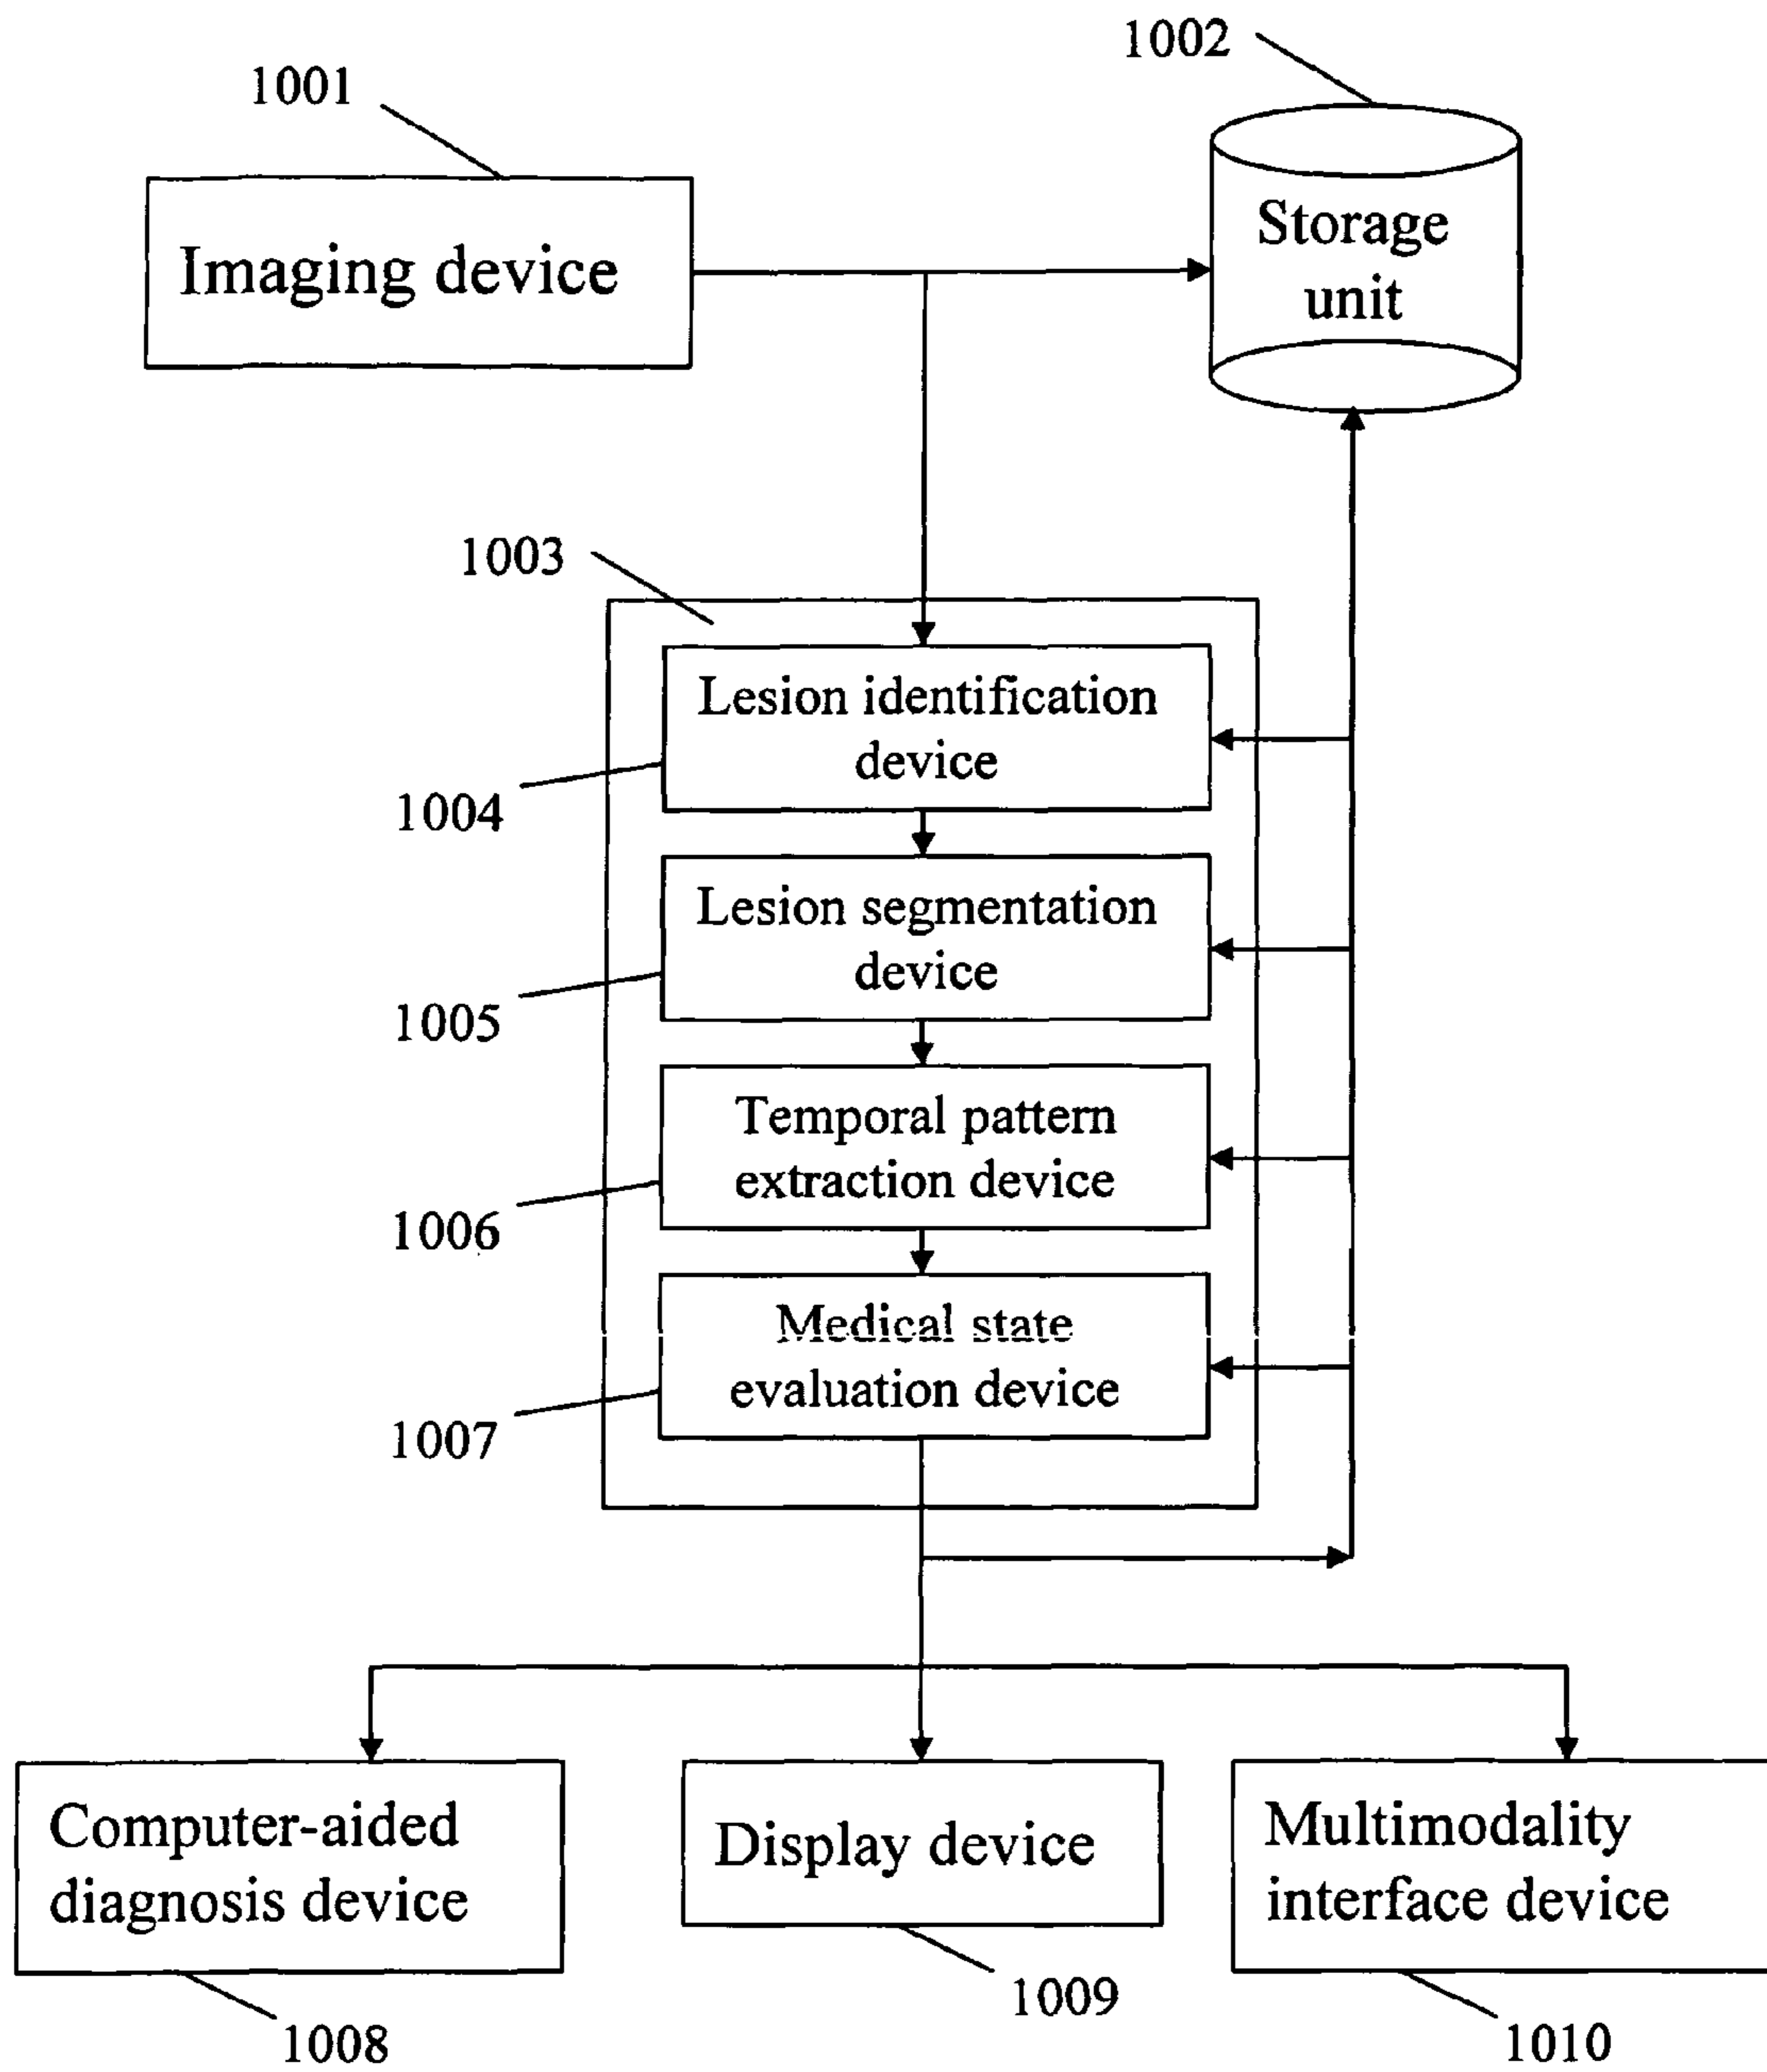 1002
1001
Storage
unit
Imaging device
1003
Lesion identification
device
1004
Lesion segmentation
device
1005
Temporal pattern
extraction device
1006
Medical state
evaluation device
1007
Computer-aided
diagnosis device
Display device
Multimodality
interface device
1008
1009
1010